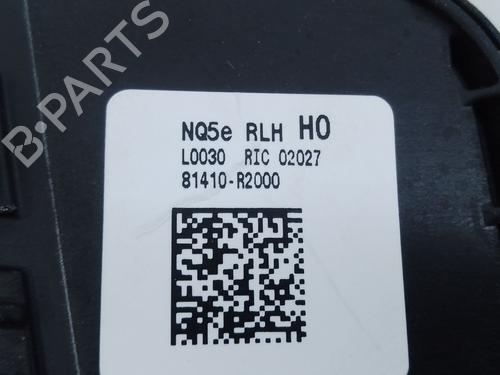 B-PARTS
NQ5e RLH H0
L0030 RIC 02027
81410-R2000